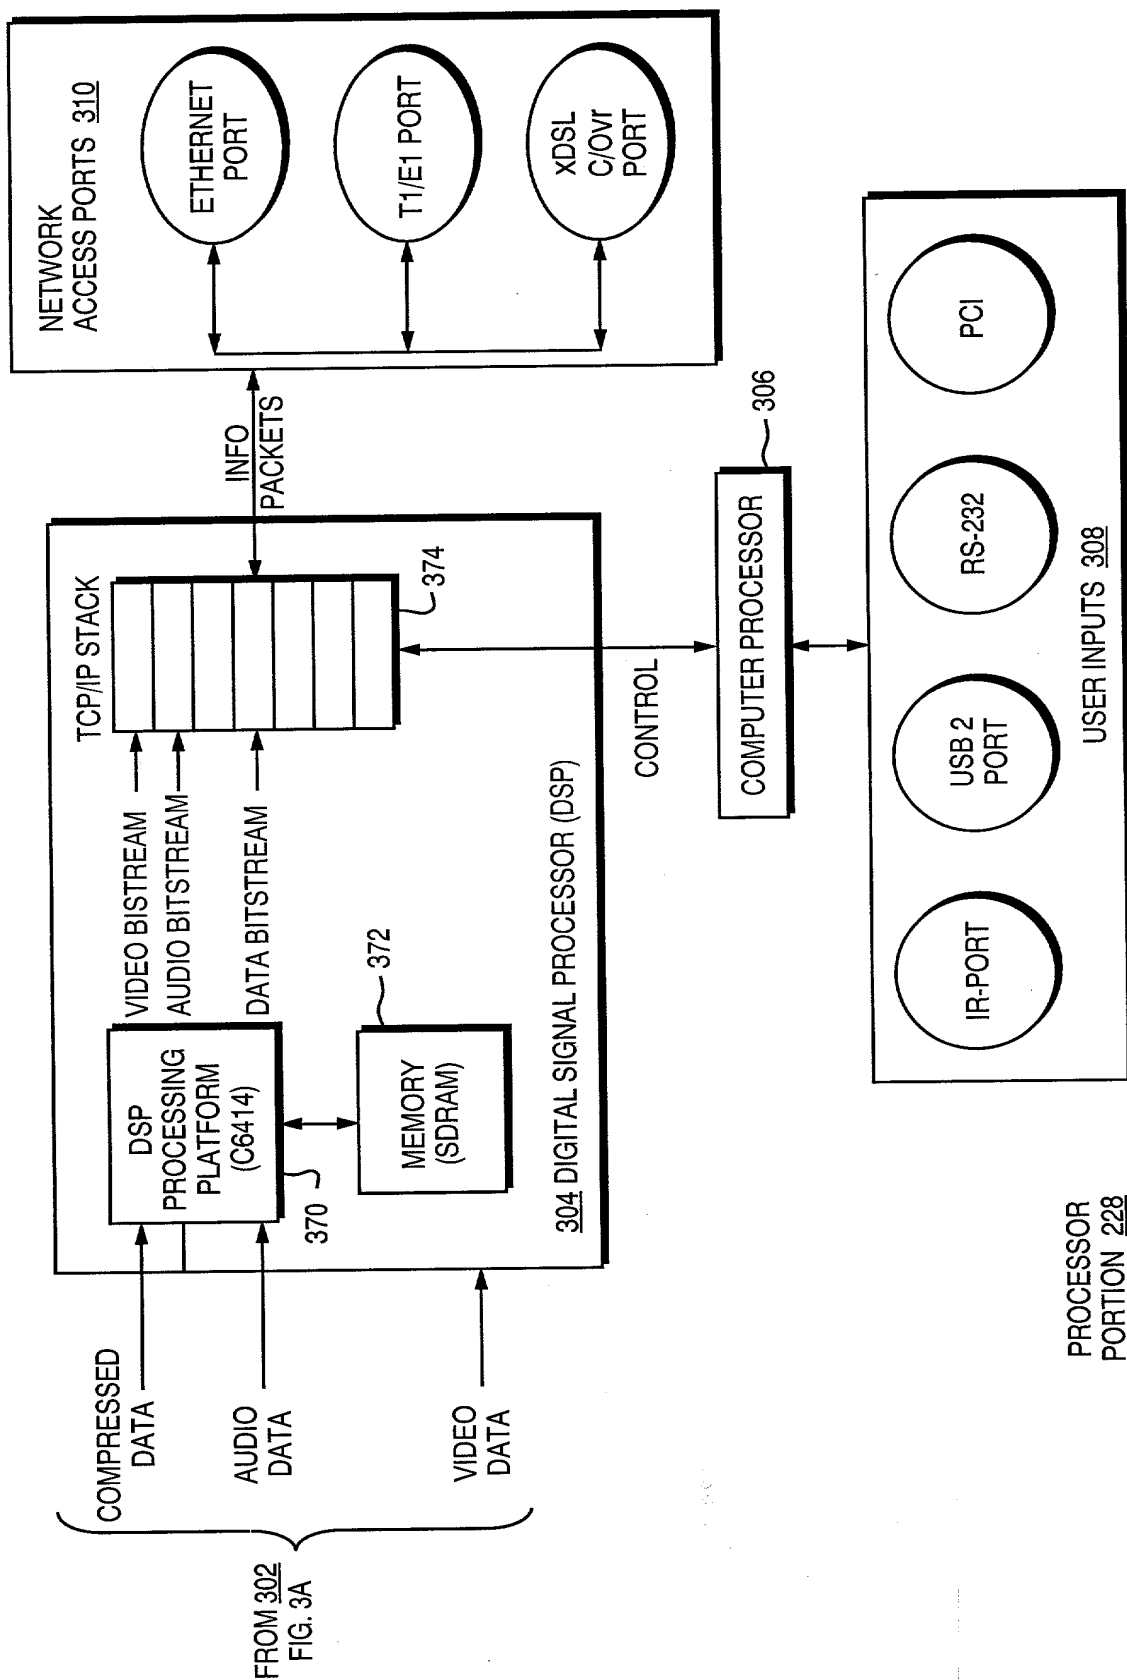 FROM 302
FIG. 3A
COMPRESSED
DATA
AUDIO
DATA
VIDEO
DATA
DSP
PROCESSING
PLATFORM
(C6414)
370
MEMORY
(SDRAM)
372
VIDEO BISTREAM
AUDIO BITSTREAM
DATA BITSTREAM
TCP/IP STACK
374
304 DIGITAL SIGNAL PROCESSOR (DSP)
INFO
PACKETS
NETWORK
ACCESS PORTS 310
ETHERNET
PORT
T1/E1 PORT
XDSL
C/Ovr
PORT
CONTROL
COMPUTER PROCESSOR
306
IR-PORT
USB 2
PORT
RS-232
PCI
USER INPUTS 308
PROCESSOR
PORTION 228